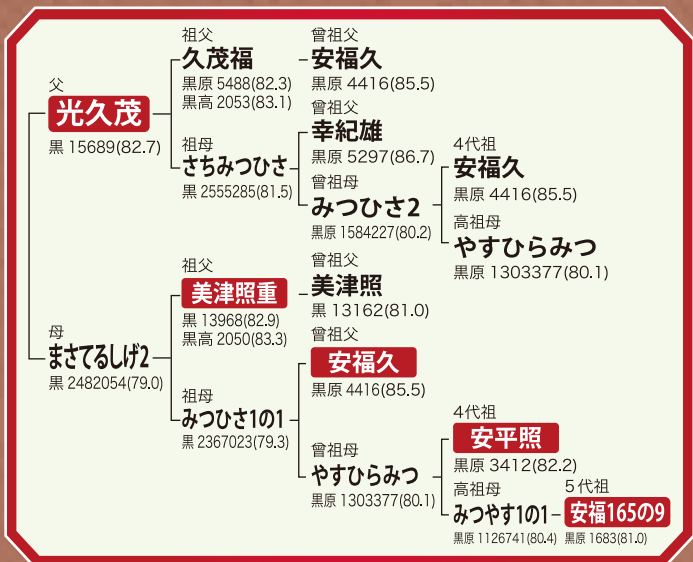 父
光久茂
黒 15689(82.7)
祖父
久茂福
黒原 5488(82.3)
黒高 2053(83.1)
曾祖父
安福久
黒原 4416(85.5)
祖母
さちみつひさ
黒 2555285(81.5)
曾祖父
幸紀雄
黒原 5297(86.7)
曾祖母
みつひさ2
黒原 1584227(80.2)
4代祖
安福久
黒原 4416(85.5)
高祖母
やすひらみつ
黒原 1303377(80.1)
母
まさてるしげ2
黒 2482054(79.0)
祖父
美津照重
黒 13968(82.9)
黒高 2050(83.3)
曾祖父
美津照
黒 13162(81.0)
祖母
みつひさ1の1
黒 2367023(79.3)
曾祖父
安福久
黒原 4416(85.5)
曾祖母
やすひらみつ
黒原 1303377(80.1)
4代祖
安平照
黒原 3412(82.2)
高祖母
みつやす1の1
黒原 1126741(80.4)
5代祖
安福165の9
黒原 1683(81.0)